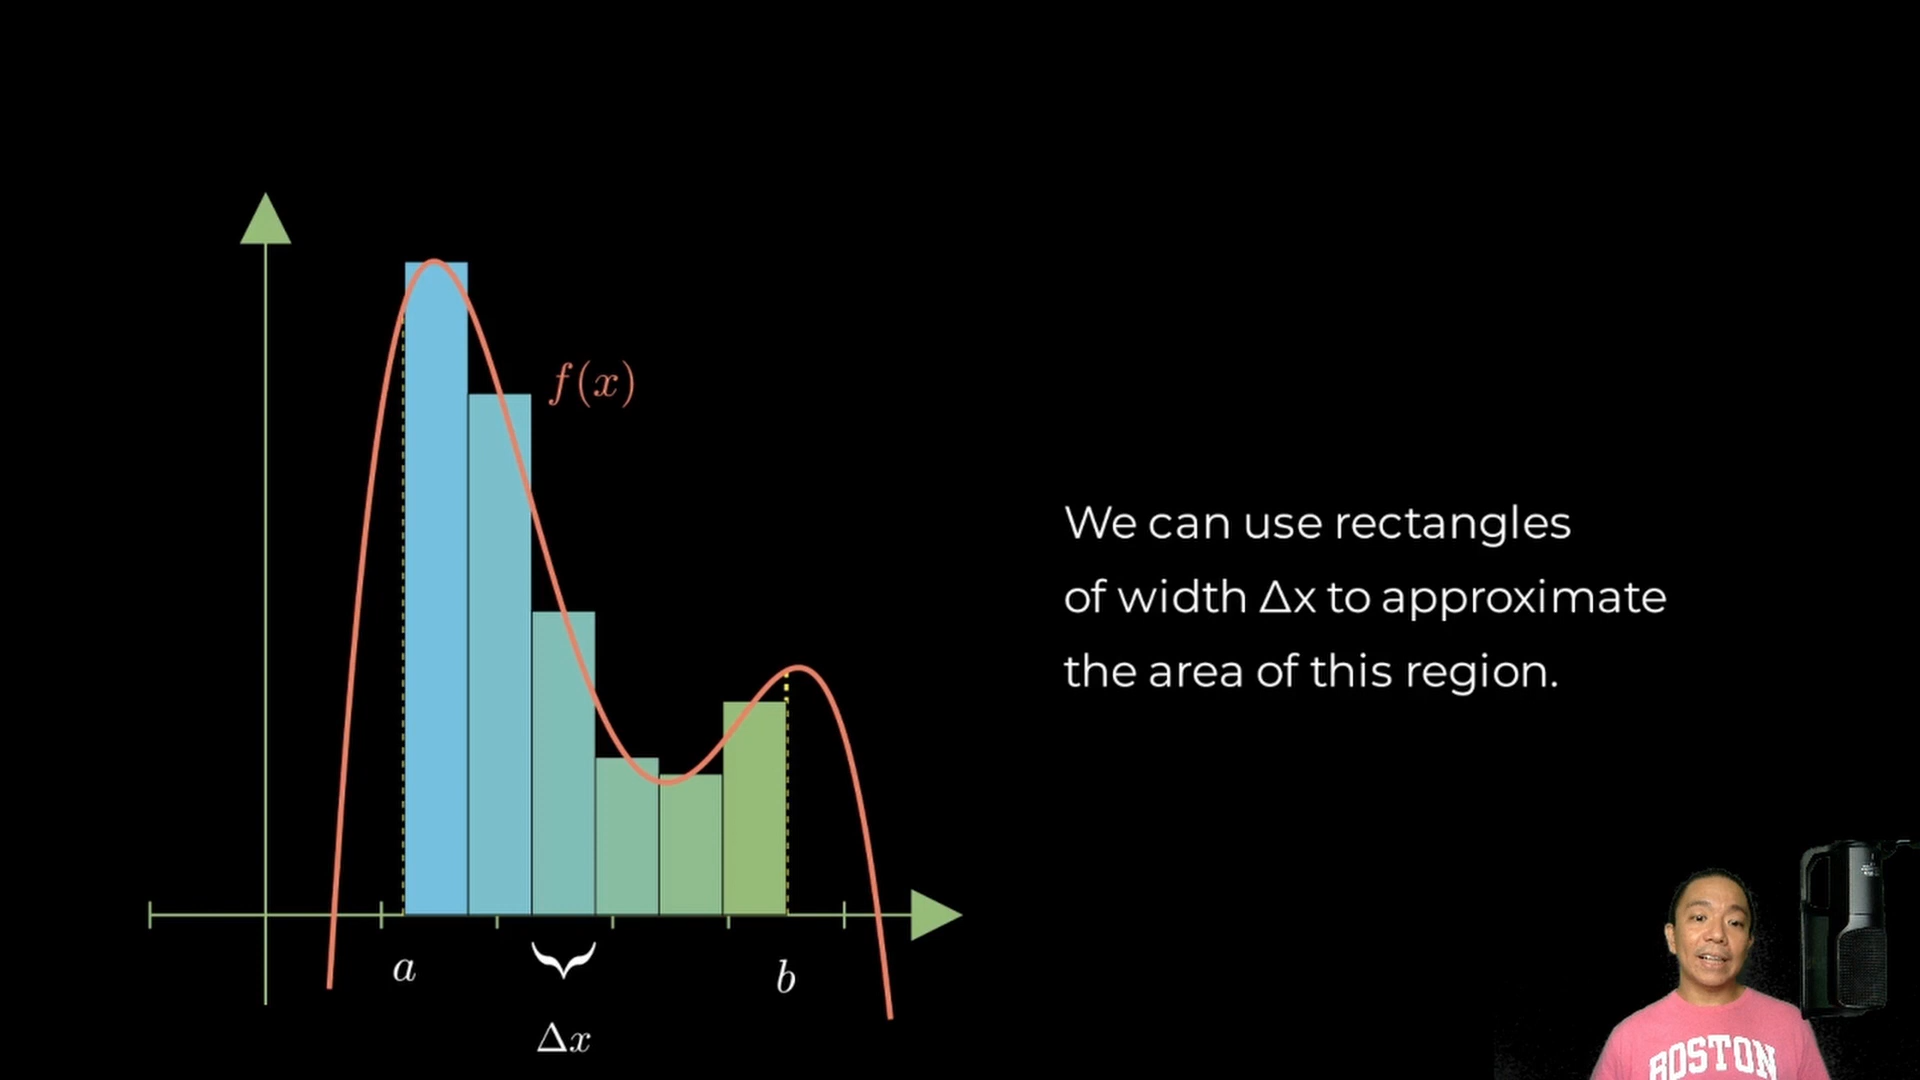 f(x)
We can use rectangles
of width Δx to approximate
the area of this region.
a
b
Δx
BOSTON